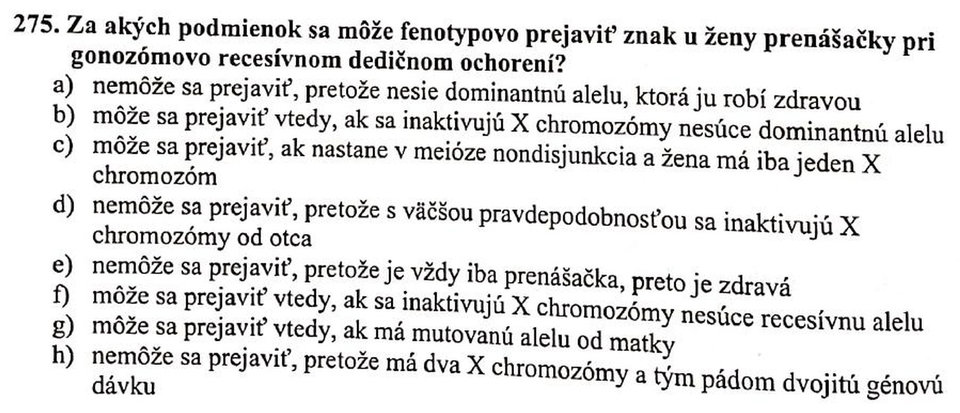 275. Za akých podmienok sa môže fenotypovo prejaviť znak u ženy prenášačky pri
gonozómovo recesívnom dedičnom ochorení?
a) nemôže sa prejaviť, pretože nesie dominantnú alelu, ktorá ju robí zdravou
b) môže sa prejaviť vtedy, ak sa inaktivujú X chromozómy nesúce dominantnú alelu
c) môže sa prejaviť, ak nastane v meióze nondisjunkcia a žena má iba jeden X
chromozóm
d) nemôže sa prejaviť, pretože s väčšou pravdepodobnosťou sa inaktivujú X
chromozómy od otca
e) nemôže sa prejaviť, pretože je vždy iba prenášačka, preto je zdravá
f) môže sa prejaviť vtedy, ak sa inaktivujú X chromozómy nesúce recesívnu alelu
g) môže sa prejaviť vtedy, ak má mutovanú alelu od matky
h) nemôže sa prejaviť, pretože má dva X chromozómy a tým pádom dvojitú génovú
dávku